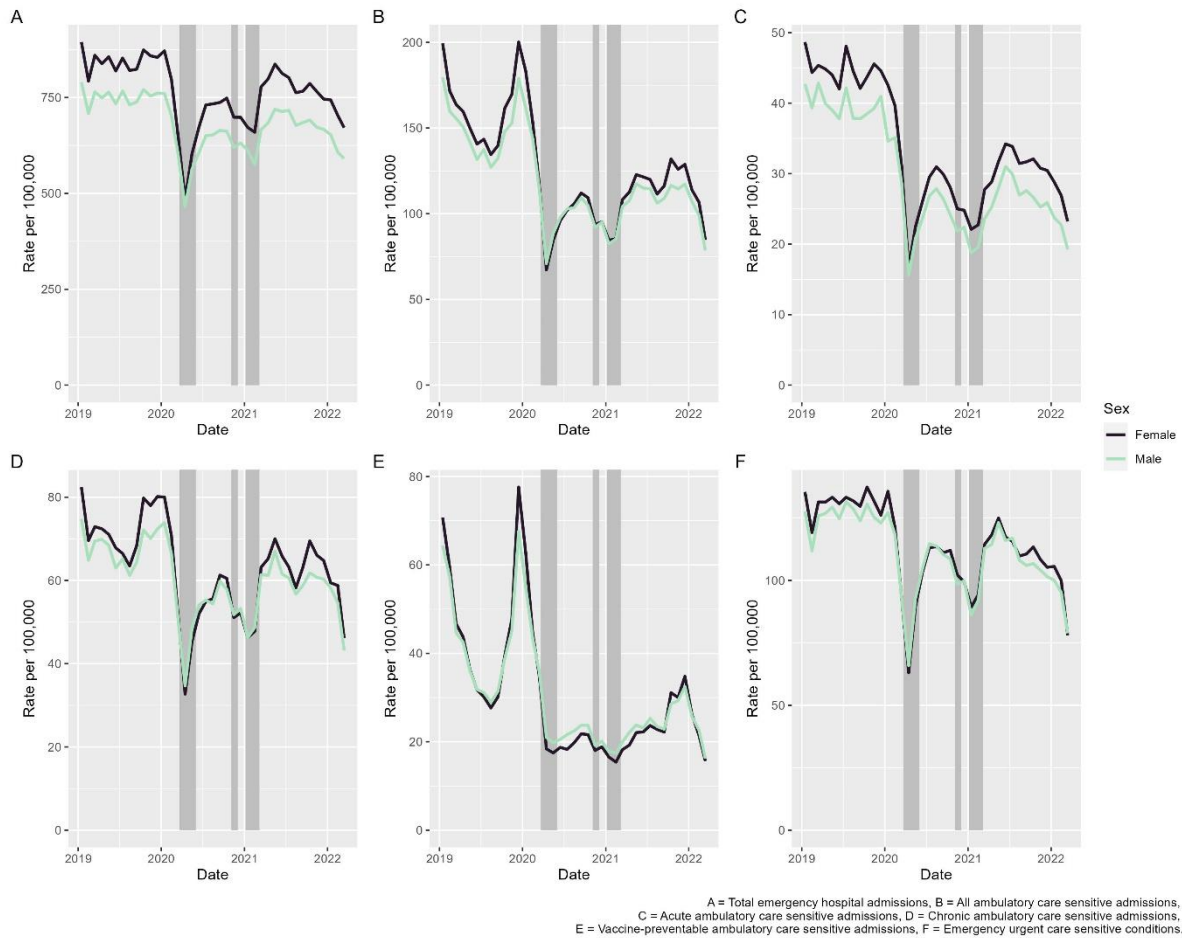 A
B
C
Rate per 100,000
750
500
250
0
2019
2020
2021
2022
Date
Rate per 100,000
200
150
100
50
0
2019
2020
2021
2022
Date
Rate per 100,000
50
40
30
20
10
0
2019
2020
2021
2022
Date
Sex
Female
Male
D
E
F
Rate per 100,000
80
60
40
20
0
2019
2020
2021
2022
Date
Rate per 100,000
80
60
40
20
0
2019
2020
2021
2022
Date
Rate per 100,000
100
50
0
2019
2020
2021
2022
Date
A = Total emergency hospital admissions, B = All ambulatory care sensitive admissions,
C = Acute ambulatory care sensitive admissions, D = Chronic ambulatory care sensitive admissions,
E = Vaccine-preventable ambulatory care sensitive admissions, F = Emergency urgent care sensitive conditions.